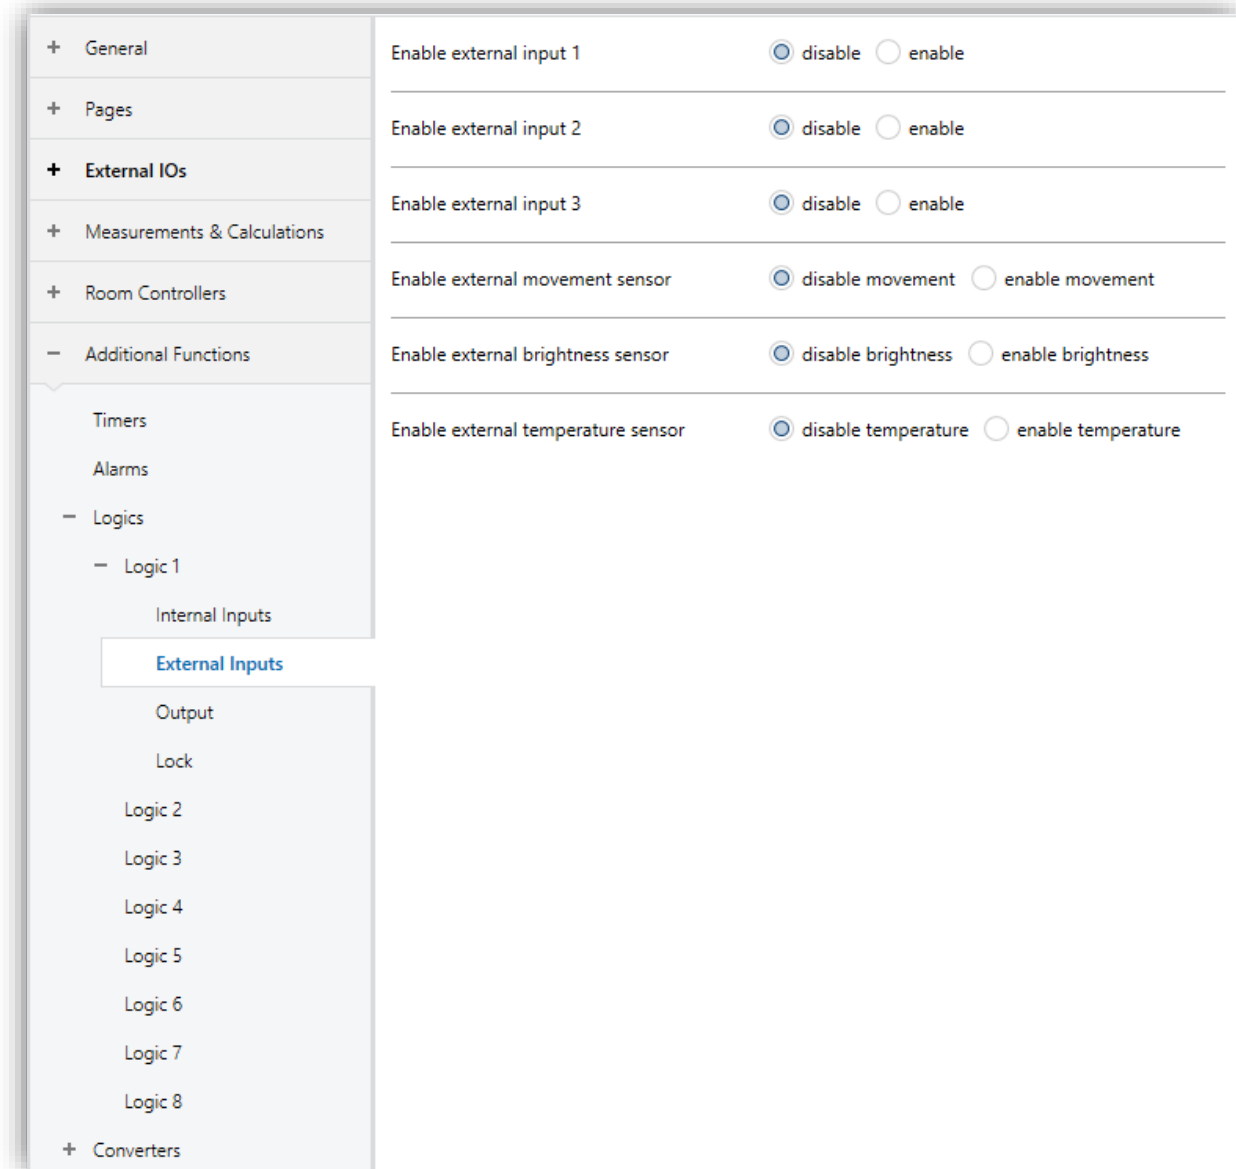 General
Pages
External IOs
Measurements & Calculations
Room Controllers
Additional Functions
Timers
Alarms
Logics
Logic 1
Internal Inputs
External Inputs
Output
Lock
Logic 2
Logic 3
Logic 4
Logic 5
Logic 6
Logic 7
Logic 8
Converters
Enable external input 1 disable enable
Enable external input 2 disable enable
Enable external input 3 disable enable
Enable external movement sensor disable movement enable movement
Enable external brightness sensor disable brightness enable brightness
Enable external temperature sensor disable temperature enable temperature